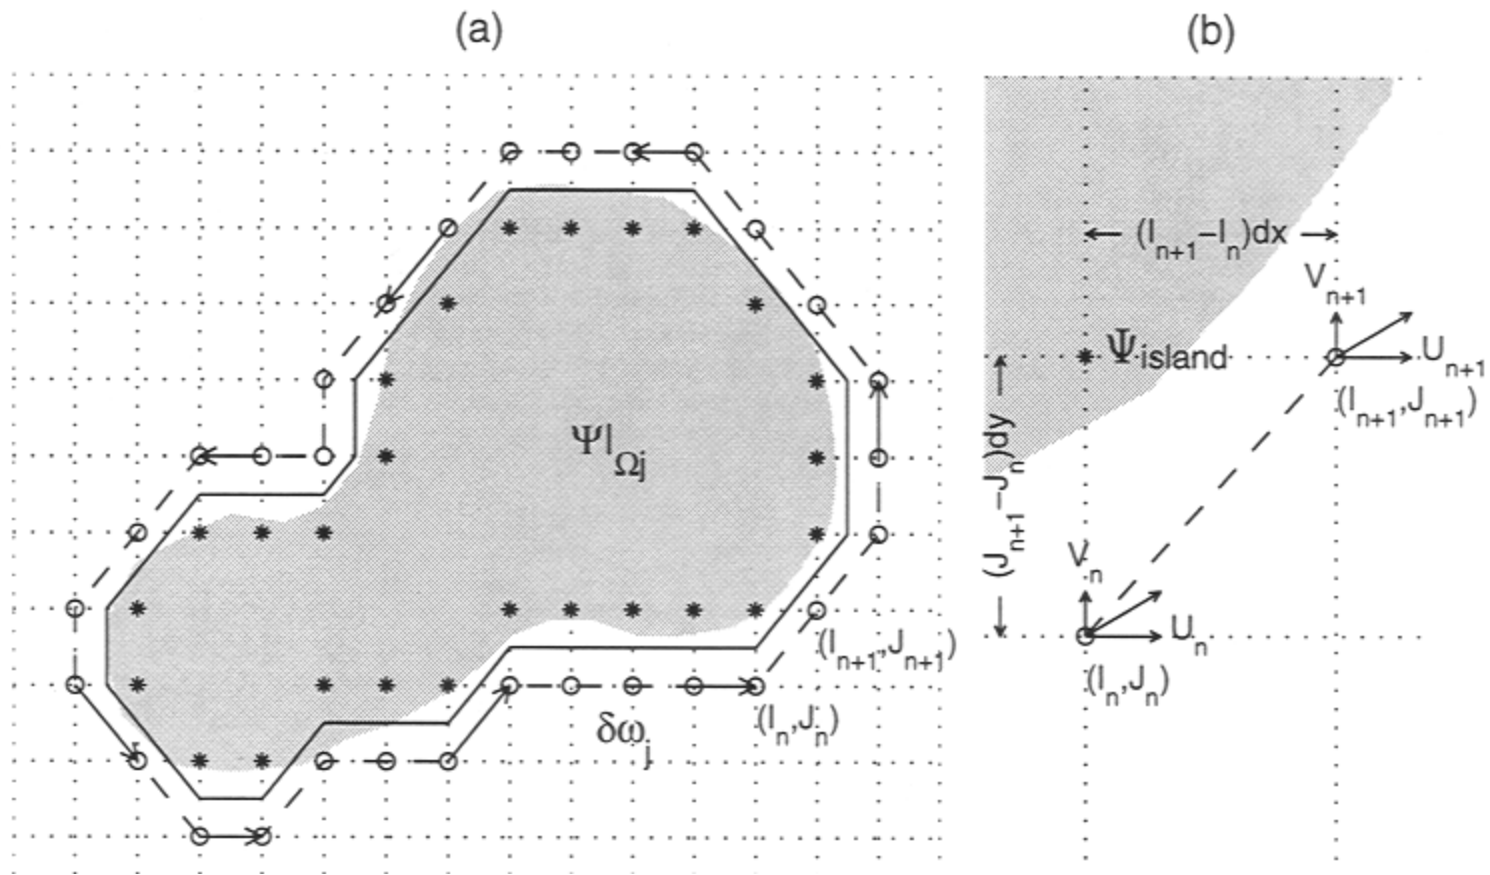 (a)
(b)
Ψ|Ωj
δωj
(In,Jn)
(In+1,Jn+1)
(In+1−In)dx
Vn+1
Ψisland
Un+1
(In+1,Jn+1)
(Jn+1−Jn)dy
Vn
Un
(In,Jn)